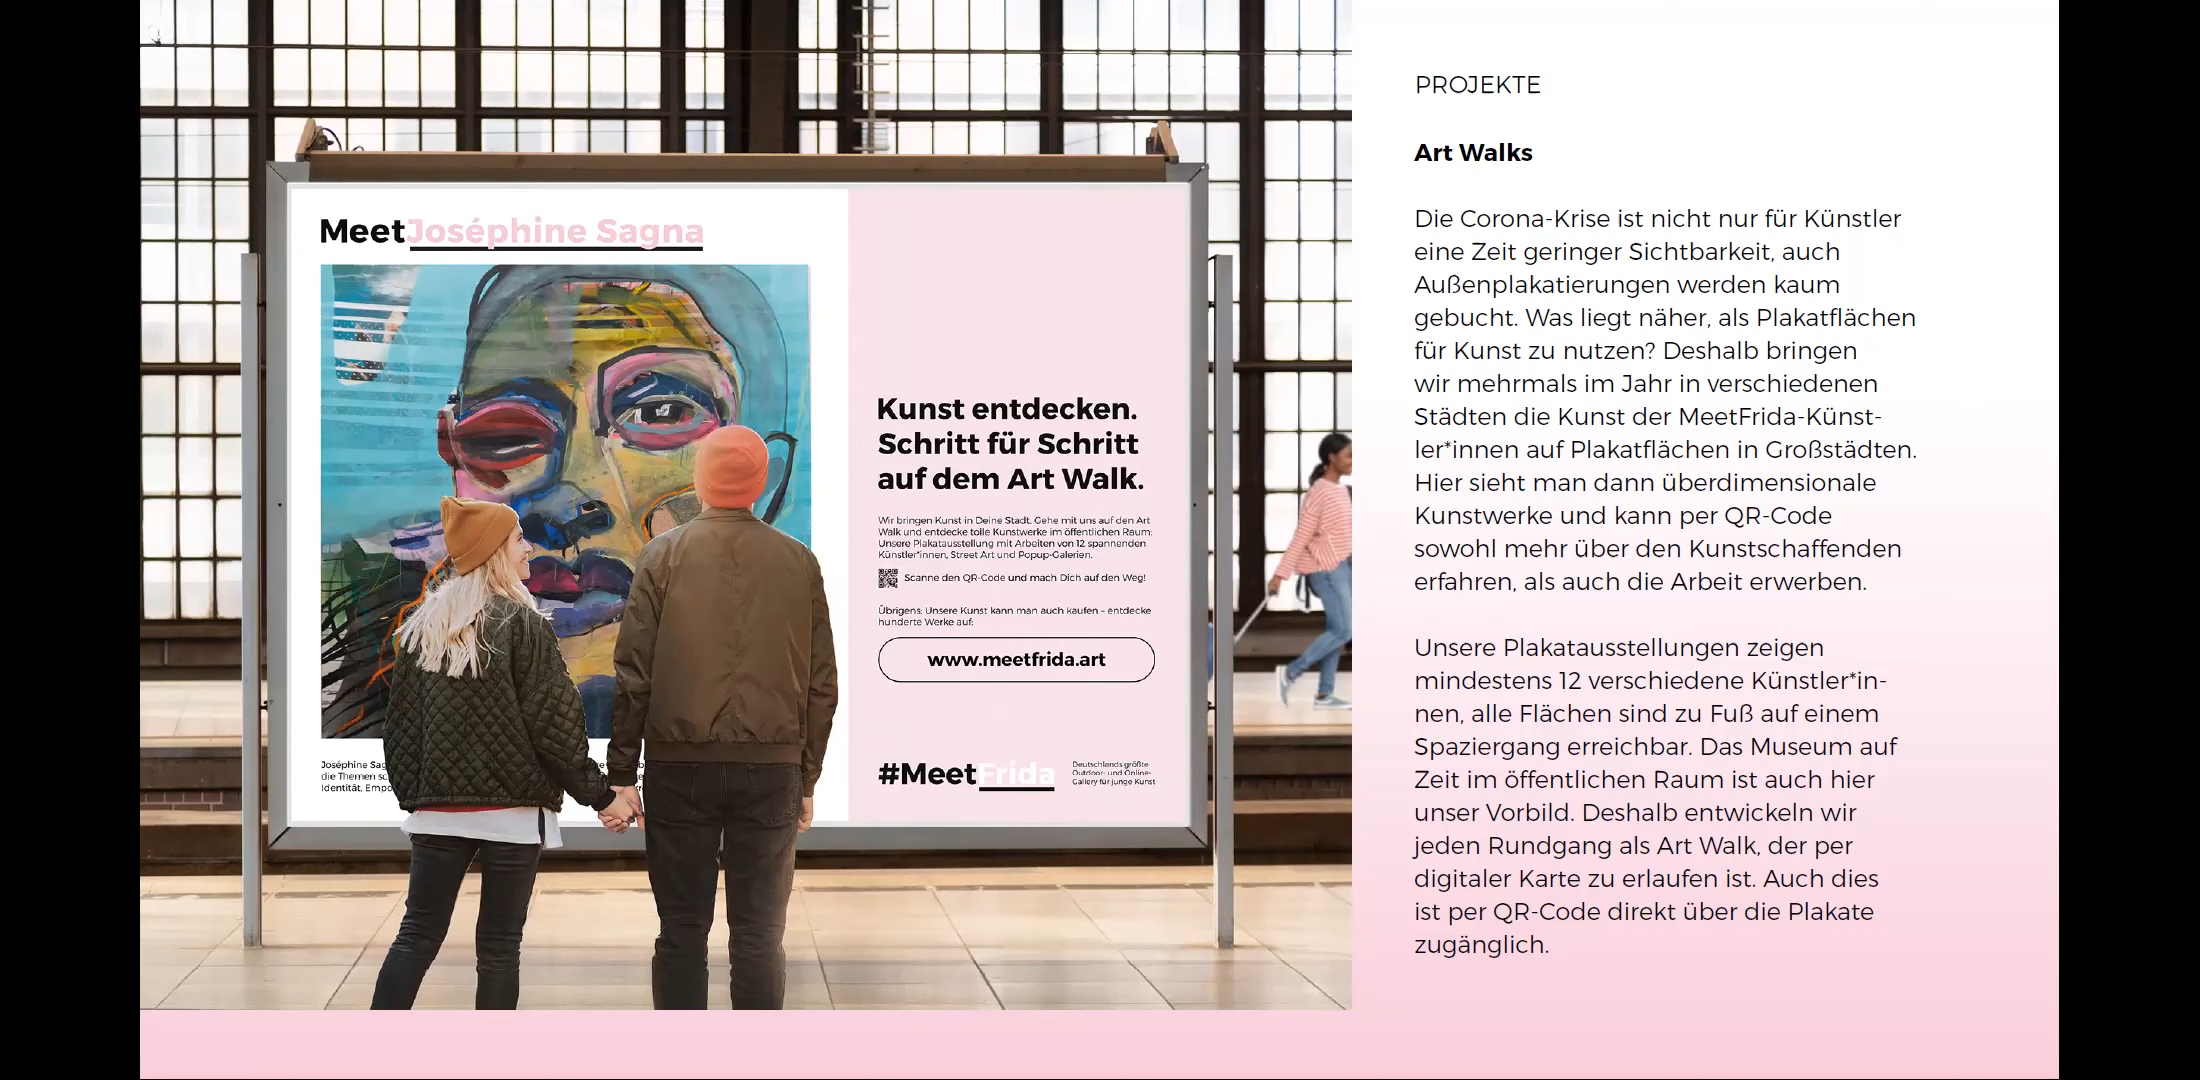 MeetJoséphine Sagna
Kunst entdecken.
Schritt für Schritt
auf dem Art Walk.
Wir bringen Kunst in Deine Stadt. Gehe mit uns auf den Art
Walk und entdecke tolle Kunstwerke im öffentlichen Raum:
Unsere Plakatausstellung mit Arbeiten von 12 spannenden
Künstler*innen, Street Art und Popup-Galerien.
Scanne den QR-Code und mach Dich auf den Weg!
Übrigens: Unsere Kunst kann man auch kaufen – entdecke
hunderte Werke auf:
www.meetfrida.art
Joséphine
die Themen
Identität,
#MeetFrida
Deutschlands größte
Outdoor- und Online-
Gallery für junge Kunst
PROJEKTE
Art Walks
Die Corona-Krise ist nicht nur für Künstler
eine Zeit geringer Sichtbarkeit, auch
Außenplakatierungen werden kaum
gebucht. Was liegt näher, als Plakatflächen
für Kunst zu nutzen? Deshalb bringen
wir mehrmals im Jahr in verschiedenen
Städten die Kunst der MeetFrida-Künst-
ler*innen auf Plakatflächen in Großstädten.
Hier sieht man dann überdimensionale
Kunstwerke und kann per QR-Code
sowohl mehr über den Kunstschaffenden
erfahren, als auch die Arbeit erwerben.
Unsere Plakatausstellungen zeigen
mindestens 12 verschiedene Künstler*in-
nen, alle Flächen sind zu Fuß auf einem
Spaziergang erreichbar. Das Museum auf
Zeit im öffentlichen Raum ist auch hier
unser Vorbild. Deshalb entwickeln wir
jeden Rundgang als Art Walk, der per
digitaler Karte zu erlaufen ist. Auch dies
ist per QR-Code direkt über die Plakate
zugänglich.